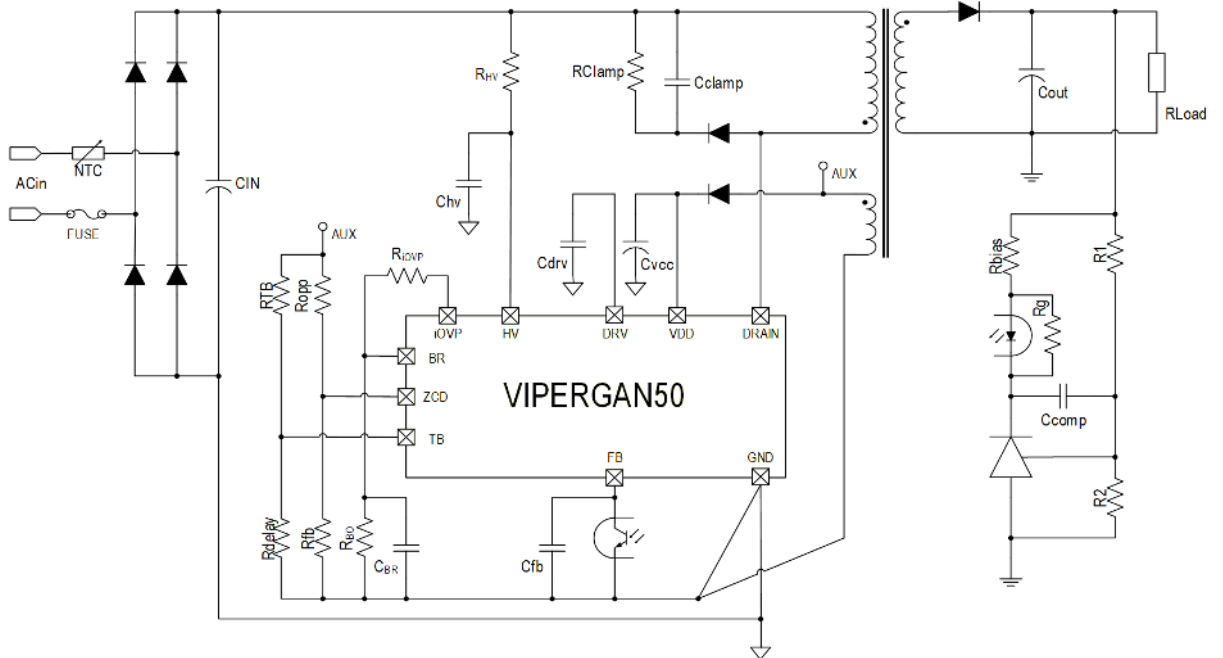 RHV
RClamp
Cclamp
Cout
RLoad
NTC
ACin
CIN
FUSE
Chv
AUX
AUX
RiOVP
Cdrv
Cvcc
RTB
Ropp
Rbias
R1
Rg
iOVP
HV
DRV
VDD
DRAIN
BR
ZCD
TB
VIPERGAN50
FB
GND
Ccomp
R2
Rdelay
Rfb
RBO
CBR
Cfb